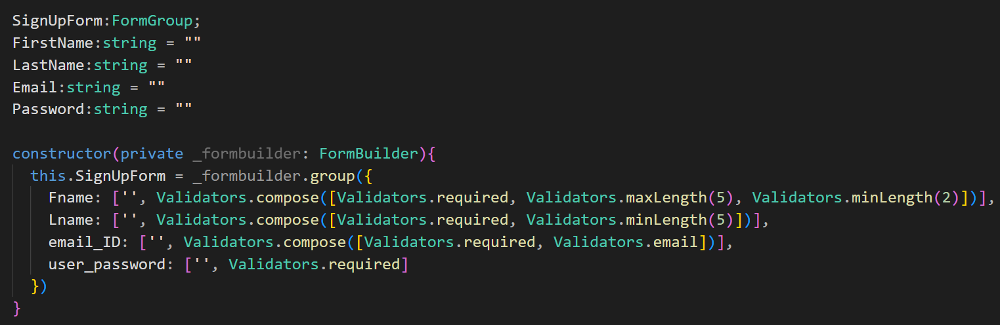 SignUpForm:FormGroup;
FirstName:string = ""
LastName:string = ""
Email:string = ""
Password:string = ""
constructor(private _formbuilder: FormBuilder){
this.SignUpForm = _formbuilder.group({
Fname: ['', Validators.compose([Validators.required, Validators.maxLength(5), Validators.minLength(2)])],
Lname: ['', Validators.compose([Validators.required, Validators.minLength(5)])],
email_ID: ['', Validators.compose([Validators.required, Validators.email])],
user_password: ['', Validators.required]
})
}